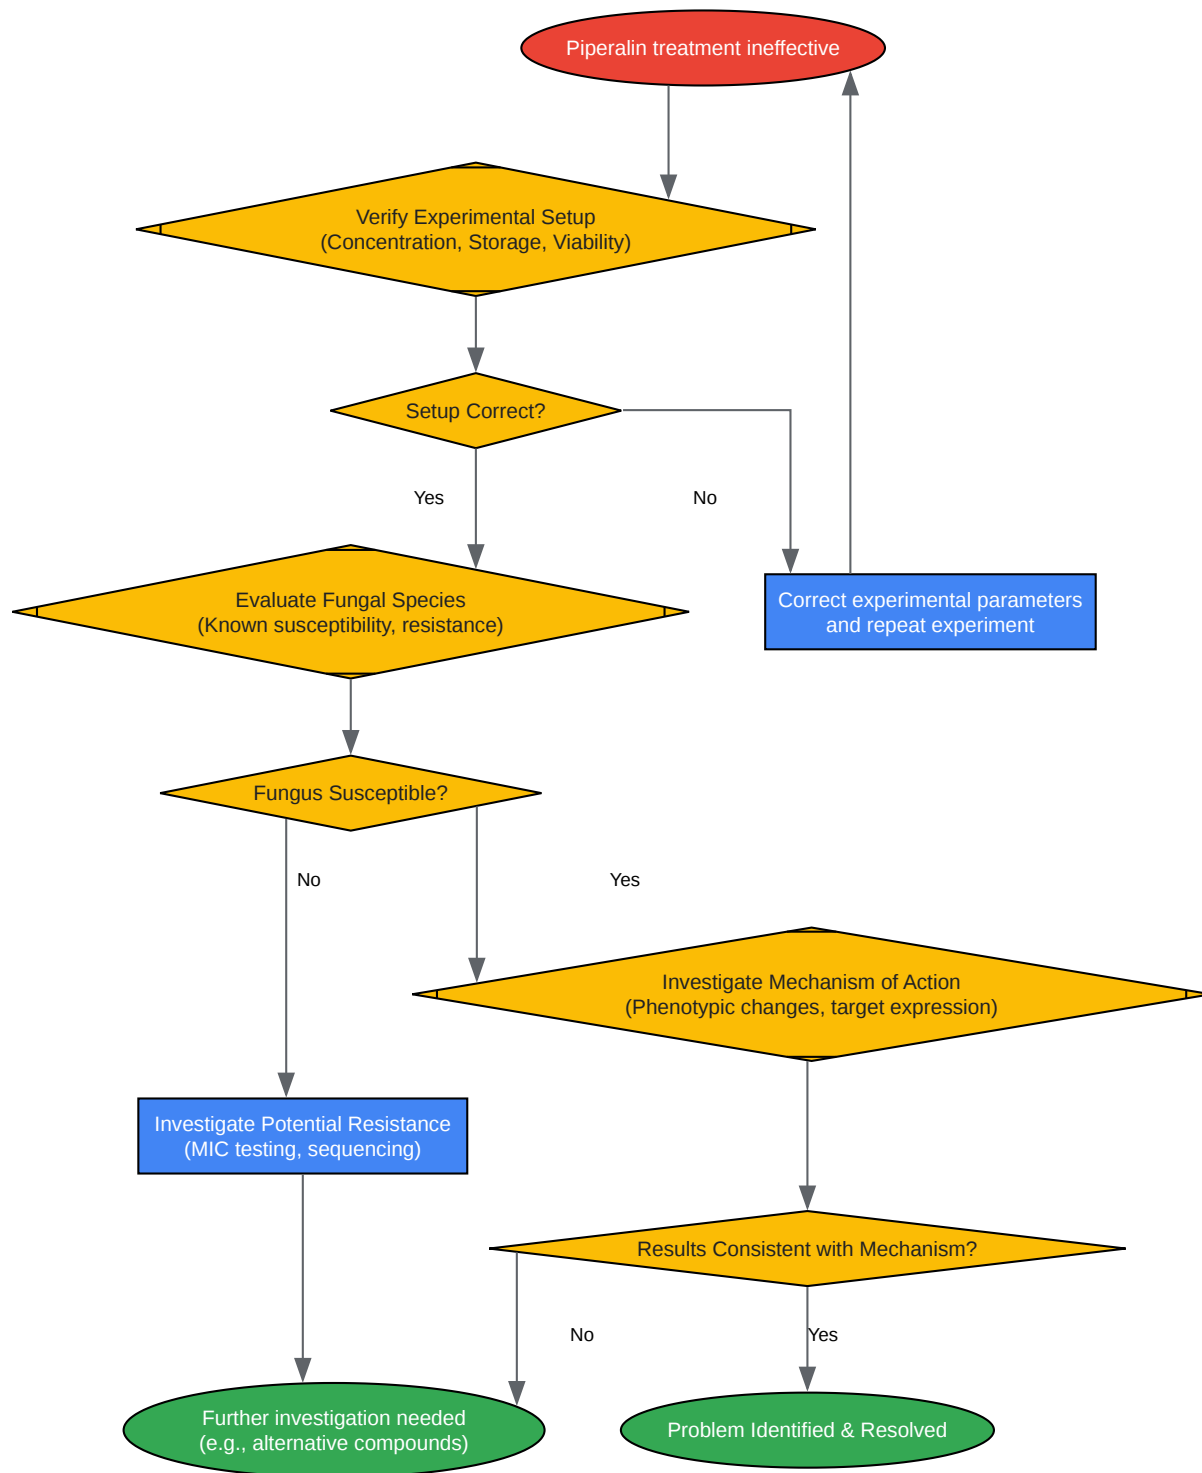 Piperalin treatment ineffective
Verify Experimental Setup
(Concentration, Storage, Viability)
Setup Correct?
Yes
No
Evaluate Fungal Species
(Known susceptibility, resistance)
Correct experimental parameters
and repeat experiment
Fungus Susceptible?
No
Yes
Investigate Mechanism of Action
(Phenotypic changes, target expression)
Investigate Potential Resistance
(MIC testing, sequencing)
Results Consistent with Mechanism?
No
Yes
Further investigation needed
(e.g., alternative compounds)
Problem Identified & Resolved